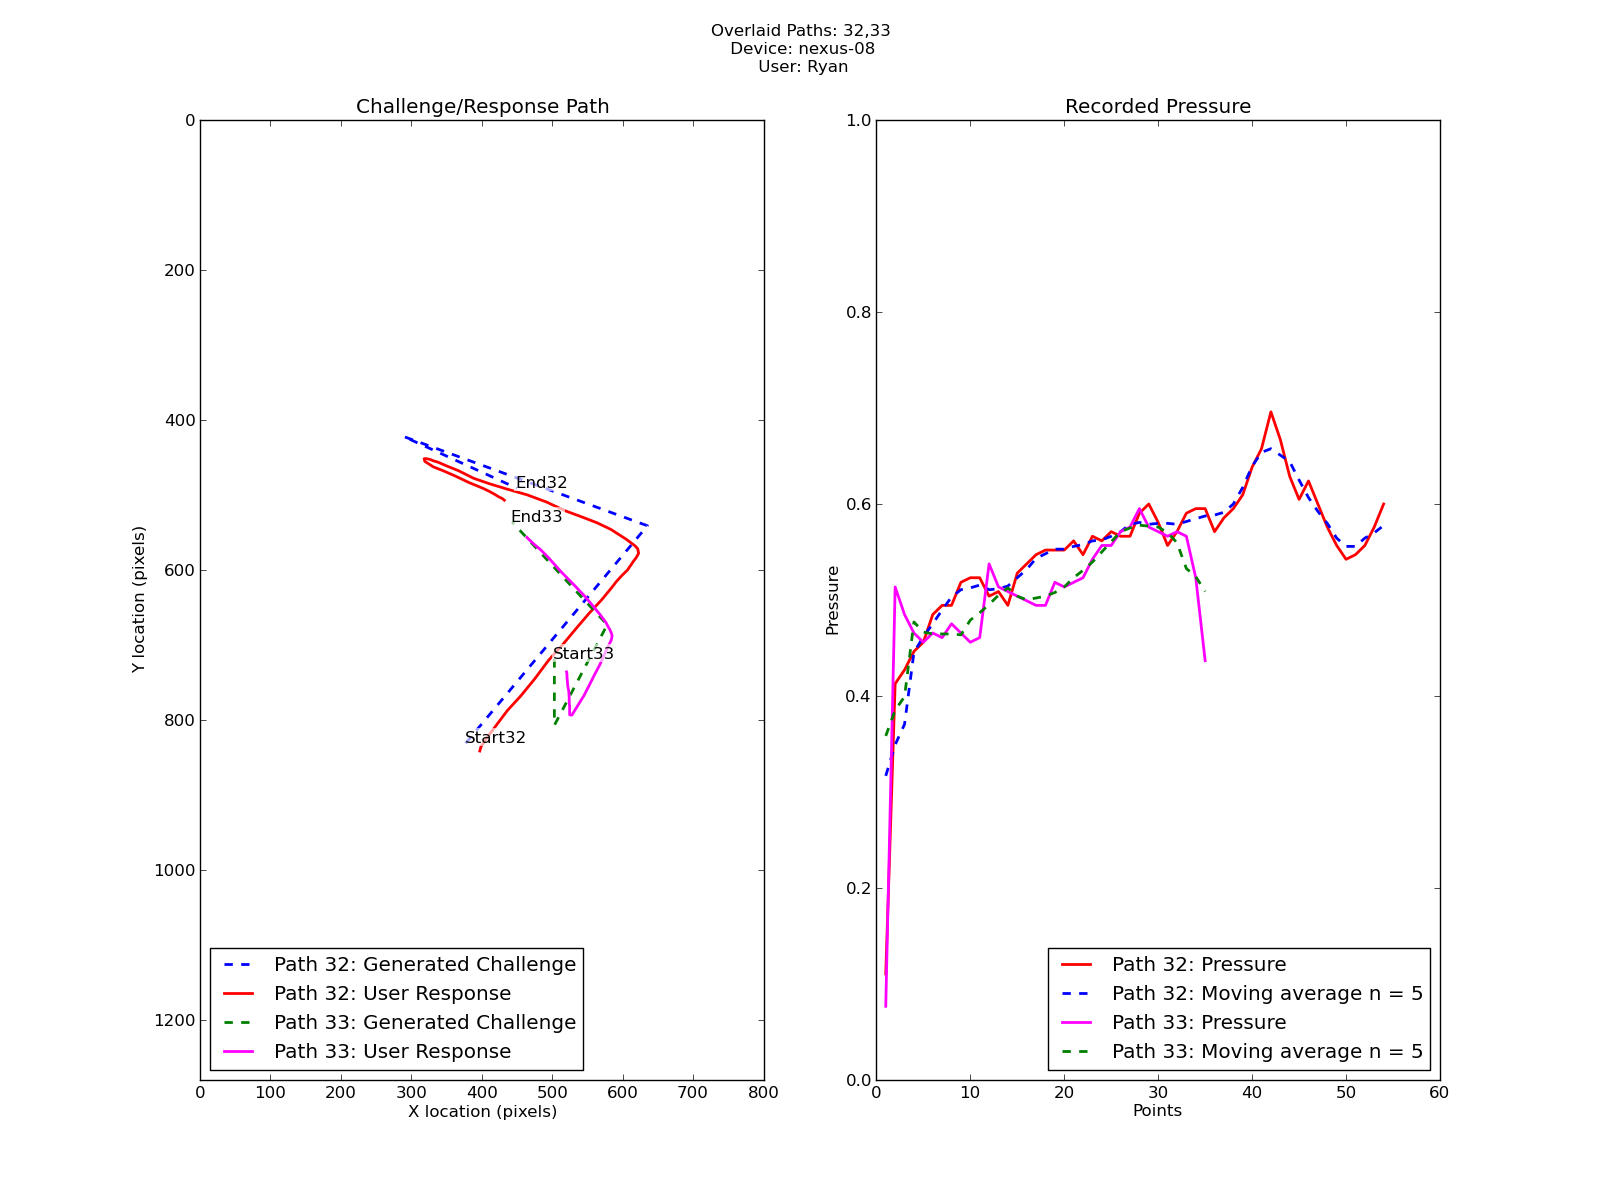 Overlaid Paths: 32,33
Device: nexus-08
User: Ryan
Challenge/Response Path
0
200
400
600
800
1000
1200
Y location (pixels)
End32
End33
Start33
Start32
Path 32: Generated Challenge
Path 32: User Response
Path 33: Generated Challenge
Path 33: User Response
0 100 200 300 400 500 600 700 800
X location (pixels)
Recorded Pressure
1.0
0.8
0.6
0.4
0.2
0.0
Pressure
Path 32: Pressure
Path 32: Moving average n = 5
Path 33: Pressure
Path 33: Moving average n = 5
0 10 20 30 40 50 60
Points